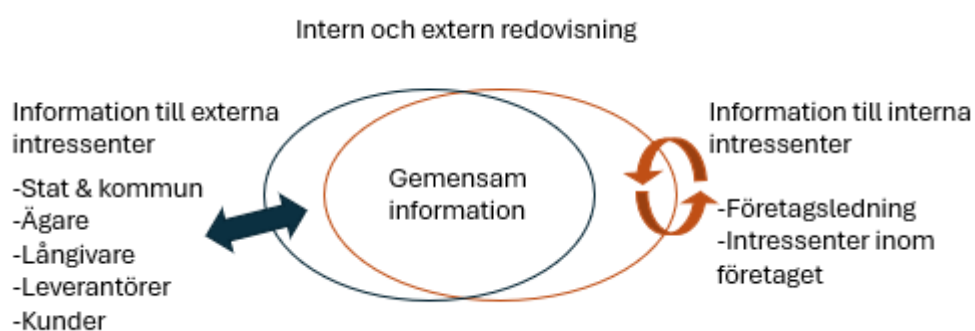 Intern och extern redovisning
Information till externa
intressenter
-Stat & kommun
-Ägare
-Långivare
-Leverantörer
-Kunder
Gemensam
information
Information till interna
intressenter
-Företagsledning
-Intressenter inom
företaget